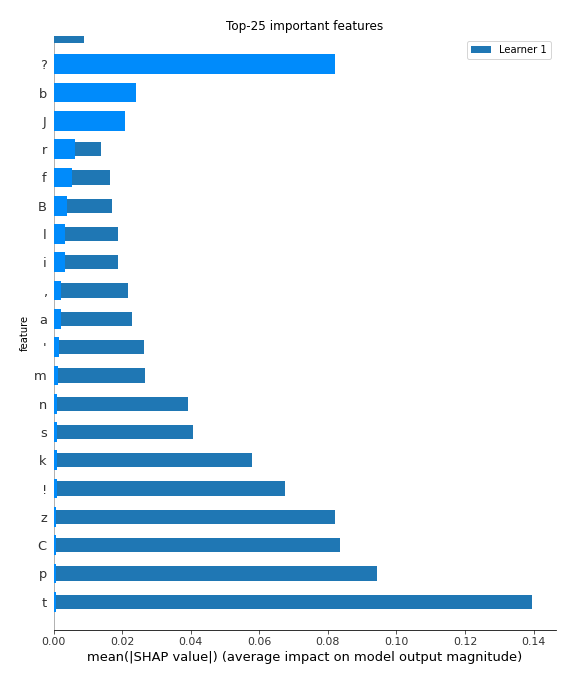 Top-25 important features
Learner 1
?
b
J
r
f
B
l
i
,
a
'
m
n
s
k
!
z
C
p
t
feature
0.00 0.02 0.04 0.06 0.08 0.10 0.12 0.14
mean(|SHAP value|) (average impact on model output magnitude)